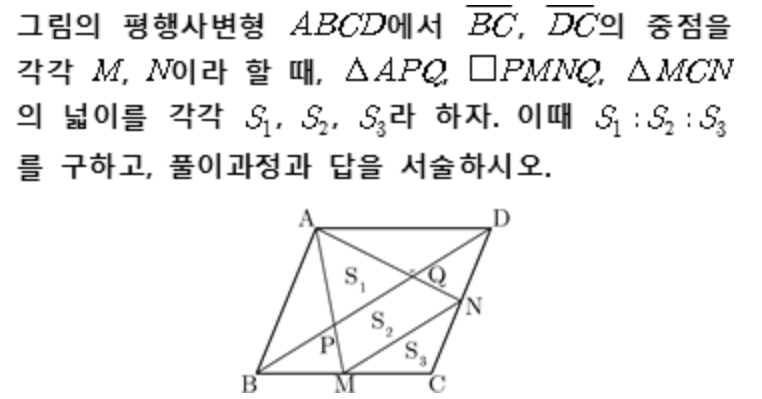 그림의 평행사변형 ABCD에서 BC, DC의 중점을
각각 M, N이라 할 때, △APQ, □PMNQ, △MCN
의 넓이를 각각 S₁, S₂, S₃라 하자. 이때 S₁ : S₂ : S₃
를 구하고, 풀이과정과 답을 서술하시오.
A D
S₁ Q
N
S₂
P S₃
B M C